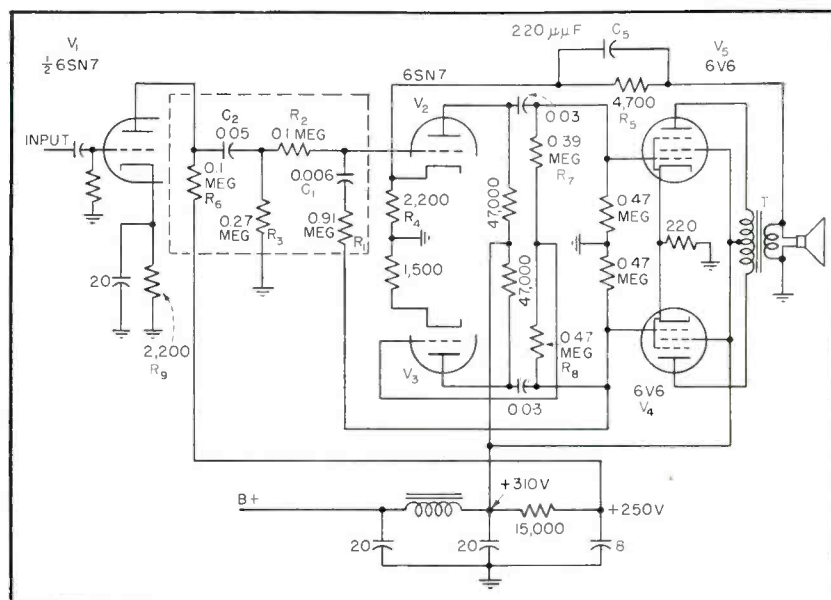 220 μμF
C5
V1
½ 6SN7
6SN7
V5
6V6
C2
0.05
R2
0.1 MEG
V2
0.03
4,700
R5
INPUT
0.1
MEG
R6
0.006
C1
0.39
MEG
R7
0.27
MEG
R3
0.91
MEG
R1
2,200
R4
47,000
0.47
MEG
220
T
20
1,500
47,000
0.47
MEG
2,200
R9
V3
0.47
MEG
R8
0.03
6V6
V4
+310V
B+
15,000
+250V
20
20
8